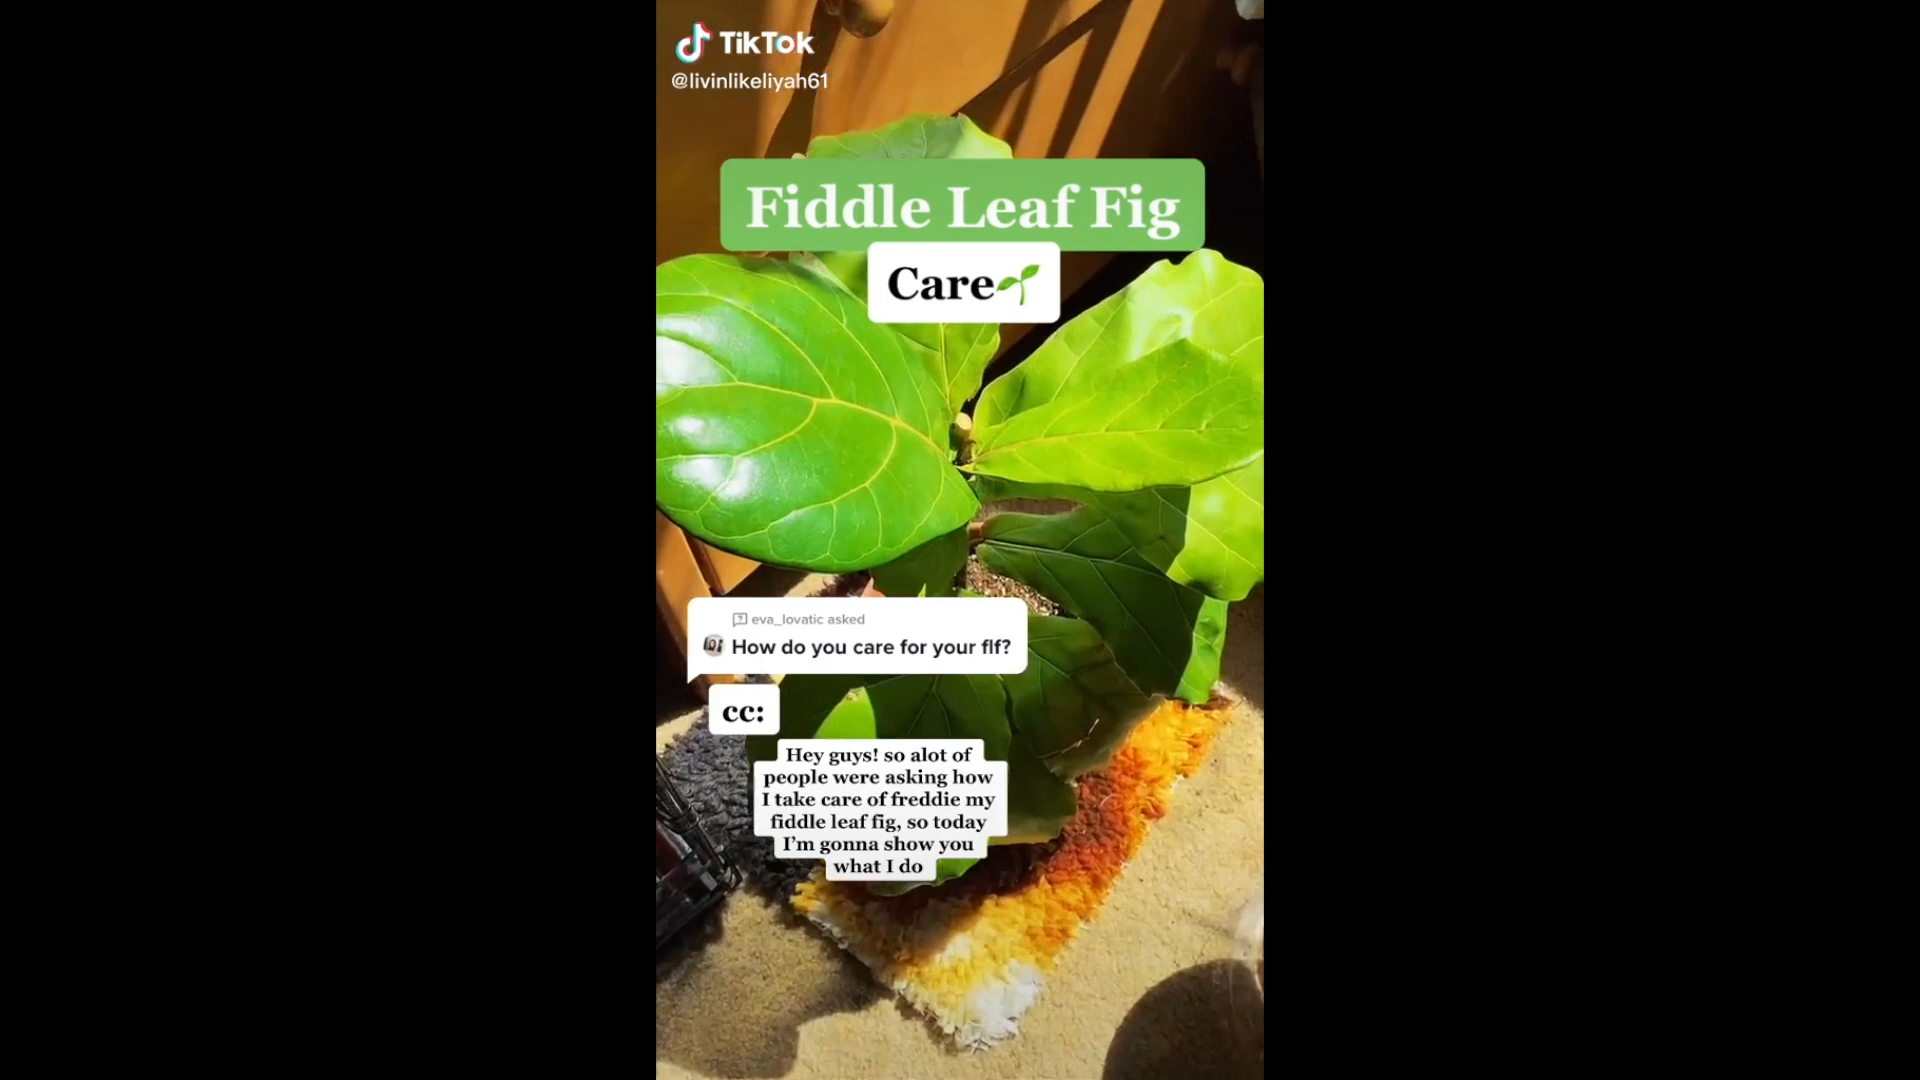 TikTok
@livinlikeliyah61
Fiddle Leaf Fig
Care🌱
eva_lovatic asked
How do you care for your flf?
cc:
Hey guys! so alot of
people were asking how
I take care of freddie my
fiddle leaf fig, so today
I'm gonna show you
what I do